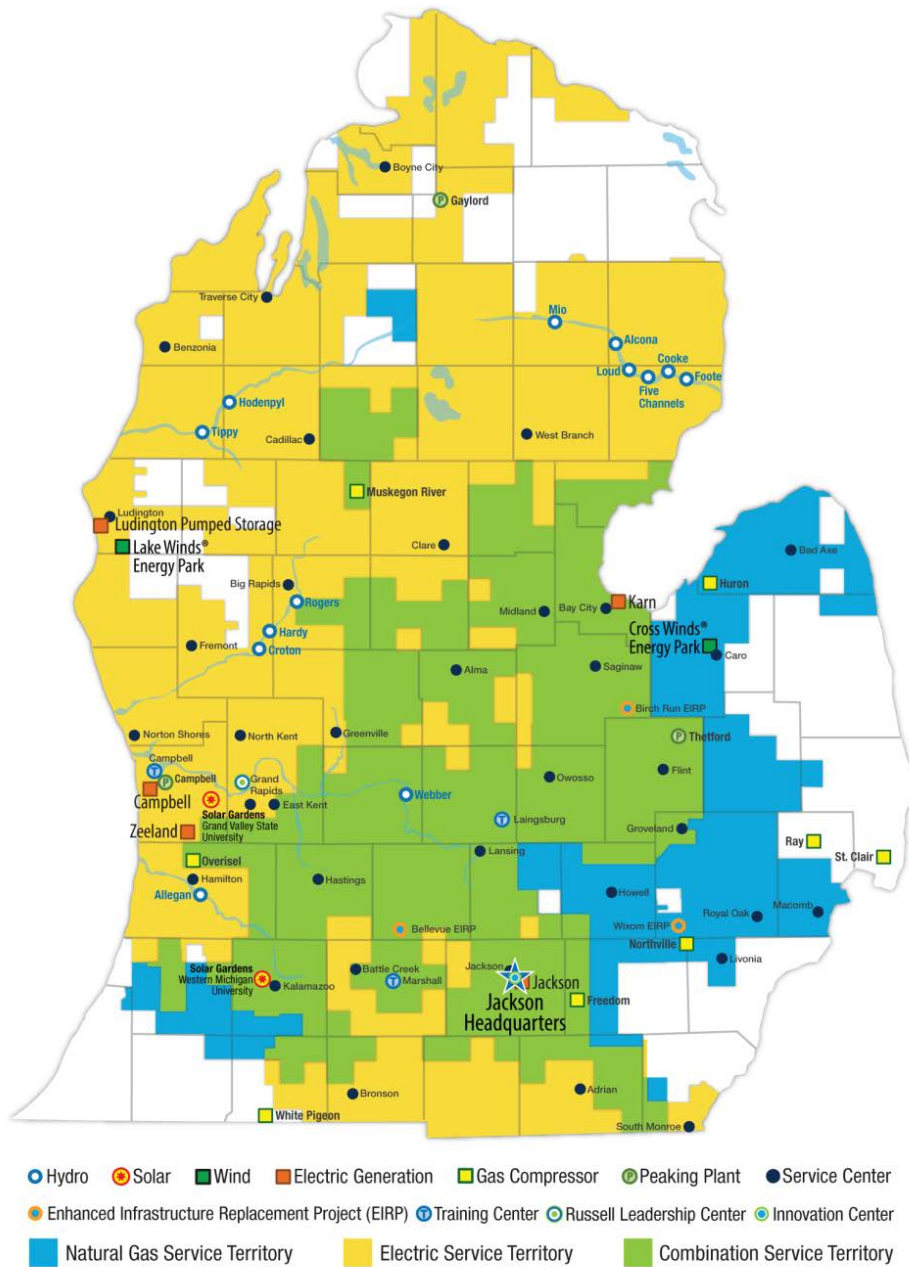 Boyne City
Gaylord
Traverse City
Mio
Benzonia
Alcona
Cooke
Loud
Foote
Five
Channels
Hodenpyl
Tippy
Cadillac
West Branch
Muskegon River
Ludington
Ludington Pumped Storage
Lake Winds®
Energy Park
Clare
Bad Axe
Huron
Big Rapids
Rogers
Midland
Bay City
Karn
Hardy
Cross Winds®
Energy Park
Fremont
Croton
Caro
Alma
Saginaw
Birch Run EIRP
Norton Shores
North Kent
Greenville
Thetford
Campbell
Campbell
Grand
Rapids
Flint
Owosso
Campbell
East Kent
Webber
Solar Gardens
Grand Valley State
University
Laingsburg
Zeeland
Groveland
Ray
Lansing
St. Clair
Overisel
Hamilton
Hastings
Howell
Allegan
Macomb
Royal Oak
Bellevue EIRP
Wixom EIRP
Northville
Livonia
Solar Gardens
Western Michigan
University
Battle Creek
Jackson
Kalamazoo
Marshall
Jackson
Jackson
Headquarters
Freedom
Bronson
Adrian
White Pigeon
South Monroe
Hydro Solar Wind Electric Generation Gas Compressor P Peaking Plant Service Center
Enhanced Infrastructure Replacement Project (EIRP) T Training Center Russell Leadership Center Innovation Center
Natural Gas Service Territory Electric Service Territory Combination Service Territory